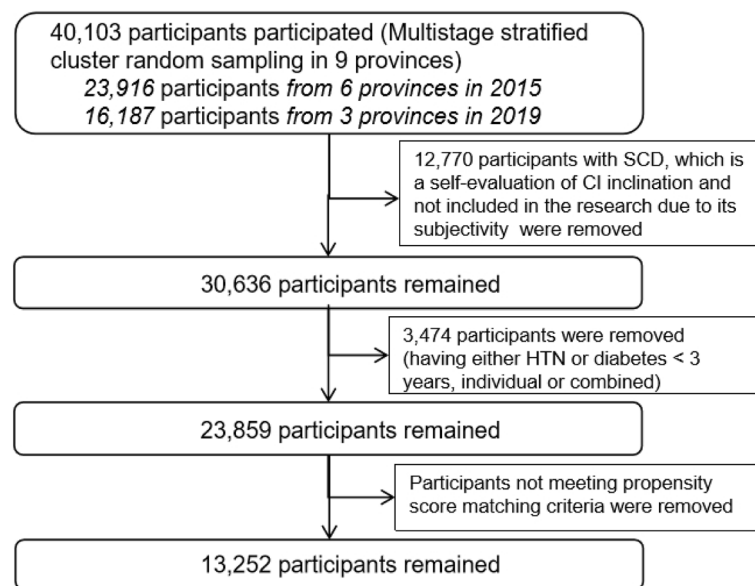 40,103 participants participated (Multistage stratified
cluster random sampling in 9 provinces)
23,916 participants from 6 provinces in 2015
16,187 participants from 3 provinces in 2019
12,770 participants with SCD, which is
a self-evaluation of CI inclination and
not included in the research due to its
subjectivity were removed
30,636 participants remained
3,474 participants were removed
(having either HTN or diabetes < 3
years, individual or combined)
23,859 participants remained
Participants not meeting propensity
score matching criteria were removed
13,252 participants remained